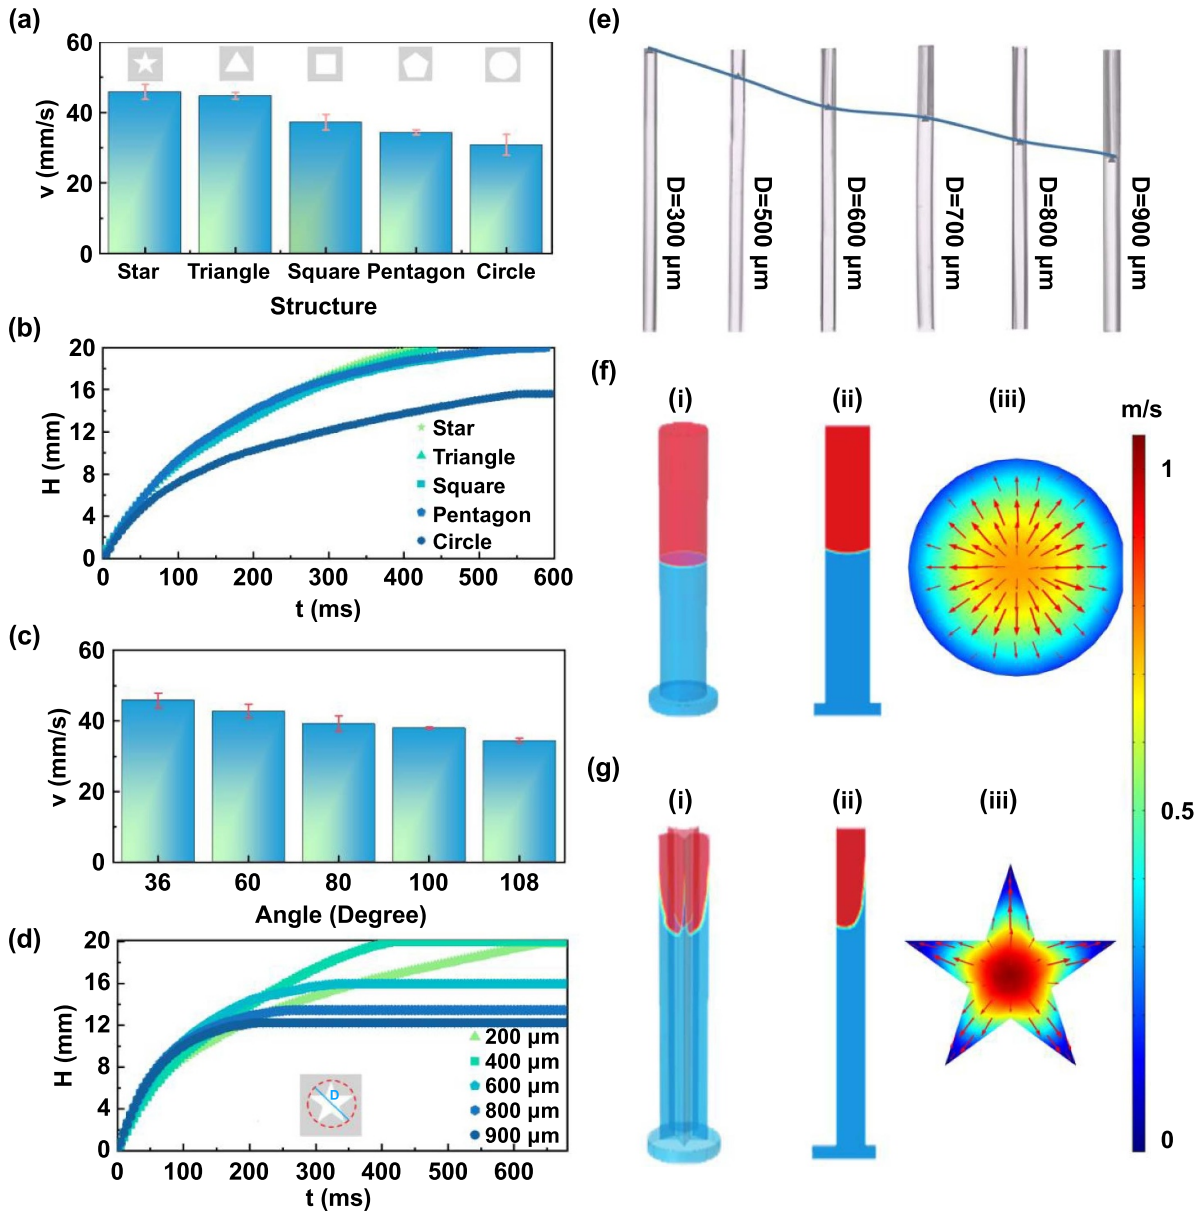 (a)
60
40
20
0
v (mm/s)
Star Triangle Square Pentagon Circle
Structure
(b)
20
16
12
8
4
0
H (mm)
Star
Triangle
Square
Pentagon
Circle
0 100 200 300 400 500 600
t (ms)
(c)
60
40
20
0
v (mm/s)
36 60 80 100 108
Angle (Degree)
(d)
20
16
12
8
4
0
H (mm)
200 μm
400 μm
600 μm
800 μm
900 μm
D
0 100 200 300 400 500 600
t (ms)
(e)
D=300 μm
D=500 μm
D=600 μm
D=700 μm
D=800 μm
D=900 μm
(f)
(i) (ii) (iii)
m/s
1
0.5
0
(g)
(i) (ii) (iii)